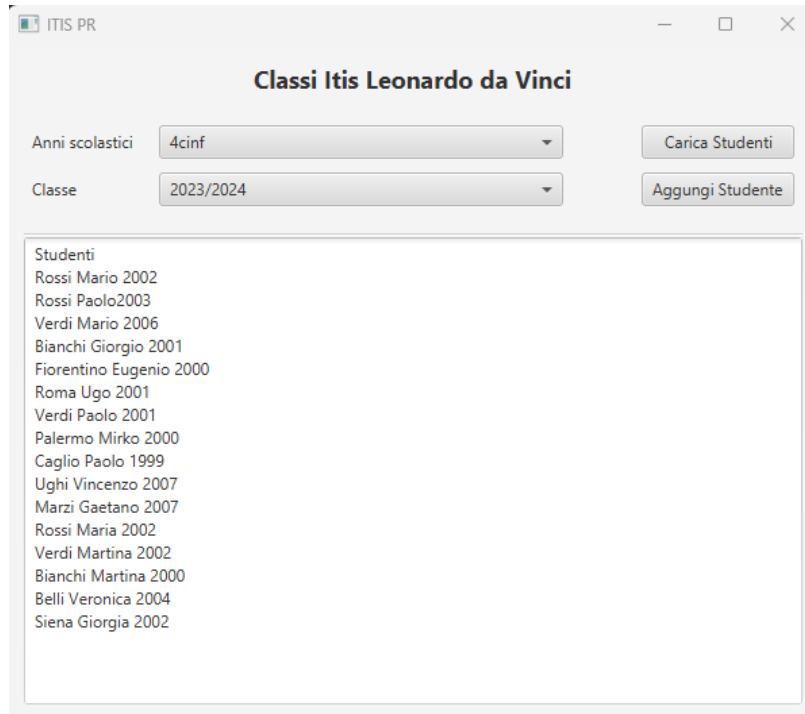 ITIS PR
Classi Itis Leonardo da Vinci
Anni scolastici 4cinf Carica Studenti
Classe 2023/2024 Aggungi Studente
Studenti
Rossi Mario 2002
Rossi Paolo2003
Verdi Mario 2006
Bianchi Giorgio 2001
Fiorentino Eugenio 2000
Roma Ugo 2001
Verdi Paolo 2001
Palermo Mirko 2000
Caglio Paolo 1999
Ughi Vincenzo 2007
Marzi Gaetano 2007
Rossi Maria 2002
Verdi Martina 2002
Bianchi Martina 2000
Belli Veronica 2004
Siena Giorgia 2002